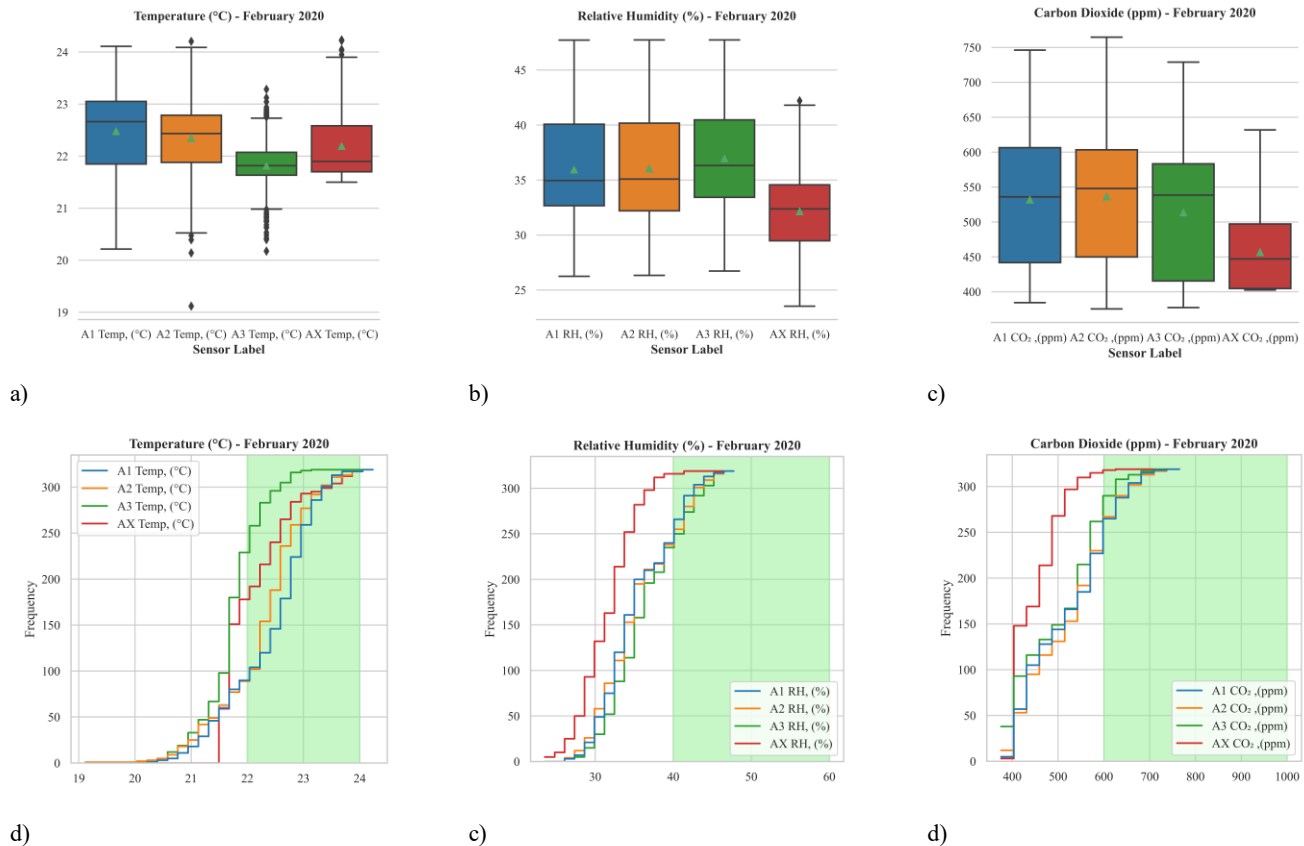 Temperature (°C) - February 2020
24
23
22
21
20
19
A1 Temp, (°C) A2 Temp, (°C) A3 Temp, (°C) AX Temp, (°C)
Sensor Label
a)
Relative Humidity (%) - February 2020
45
40
35
30
25
A1 RH, (%) A2 RH, (%) A3 RH, (%) AX RH, (%)
Sensor Label
b)
Carbon Dioxide (ppm) - February 2020
750
700
650
600
550
500
450
400
A1 CO₂ ,(ppm) A2 CO₂ ,(ppm) A3 CO₂ ,(ppm) AX CO₂ ,(ppm)
Sensor Label
c)
Temperature (°C) - February 2020
A1 Temp, (°C)
A2 Temp, (°C)
A3 Temp, (°C)
AX Temp, (°C)
Frequency
300
250
200
150
100
50
0
19 20 21 22 23 24
d)
Relative Humidity (%) - February 2020
Frequency
300
250
200
150
100
50
0
A1 RH, (%)
A2 RH, (%)
A3 RH, (%)
AX RH, (%)
30 40 50 60
c)
Carbon Dioxide (ppm) - February 2020
Frequency
300
250
200
150
100
50
0
A1 CO₂ ,(ppm)
A2 CO₂ ,(ppm)
A3 CO₂ ,(ppm)
AX CO₂ ,(ppm)
400 500 600 700 800 900 1000
d)